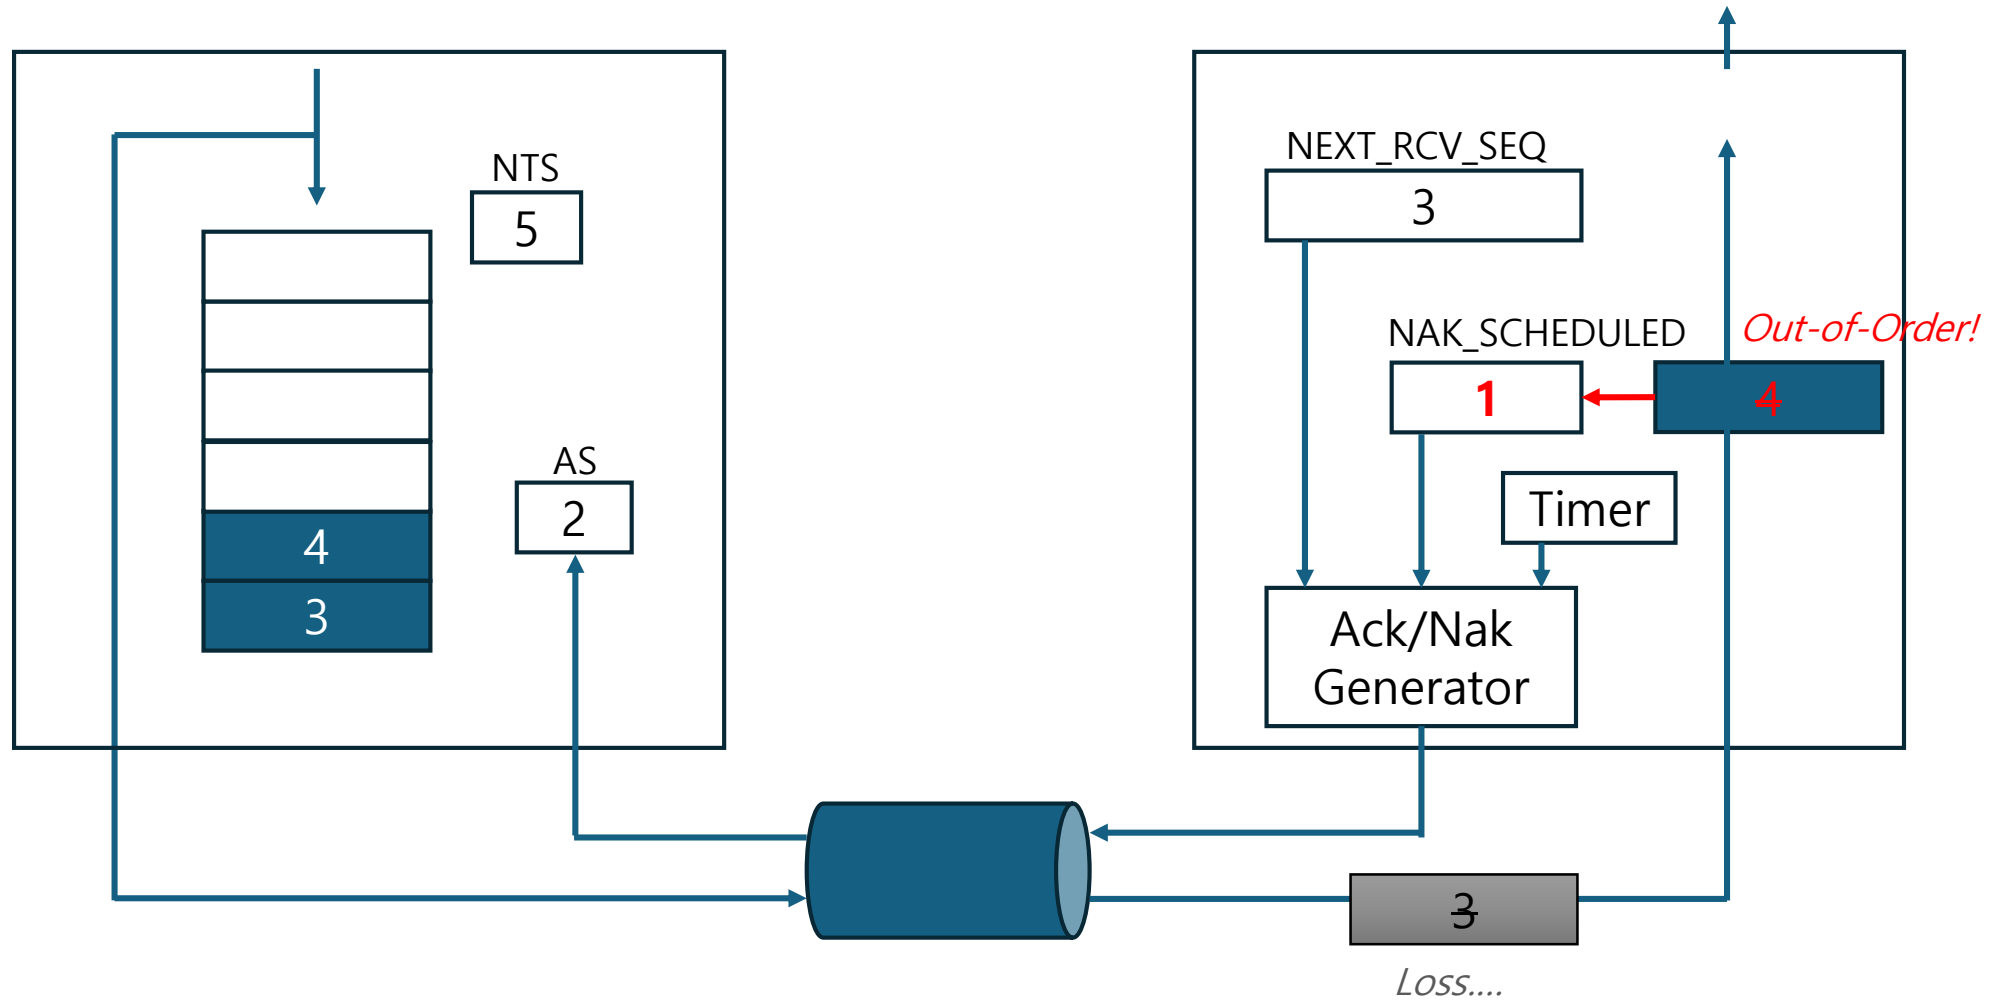 NTS
5
AS
2
4
3
NEXT_RCV_SEQ
3
NAK_SCHEDULED
Out-of-Order!
1
4
Timer
Ack/Nak
Generator
3
Loss....